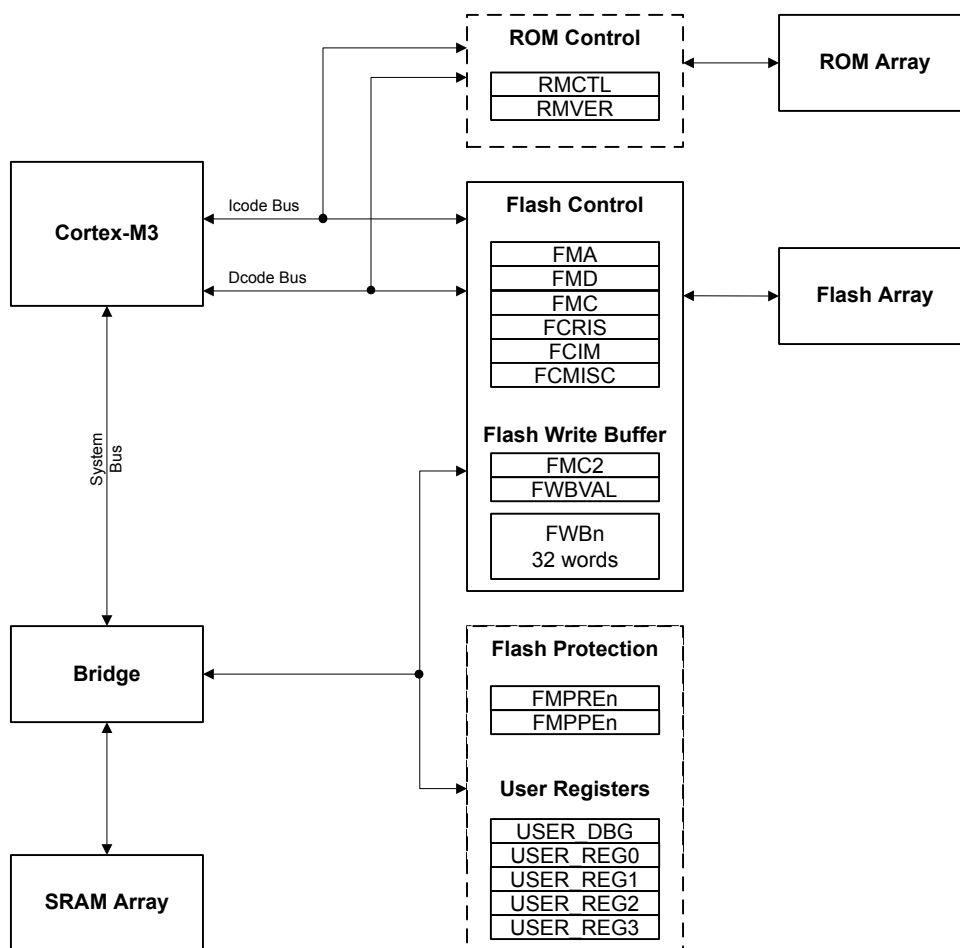 ROM Control
RMCTL
RMVER
ROM Array
Cortex-M3
Icode Bus
Dcode Bus
Flash Control
FMA
FMD
FMC
FCRIS
FCIM
FCMISC
Flash Array
Flash Write Buffer
FMC2
FWBVAL
FWBn
32 words
System
Bus
Bridge
Flash Protection
FMPREn
FMPPEn
User Registers
USER_DBG
USER_REG0
USER_REG1
USER_REG2
USER_REG3
SRAM Array